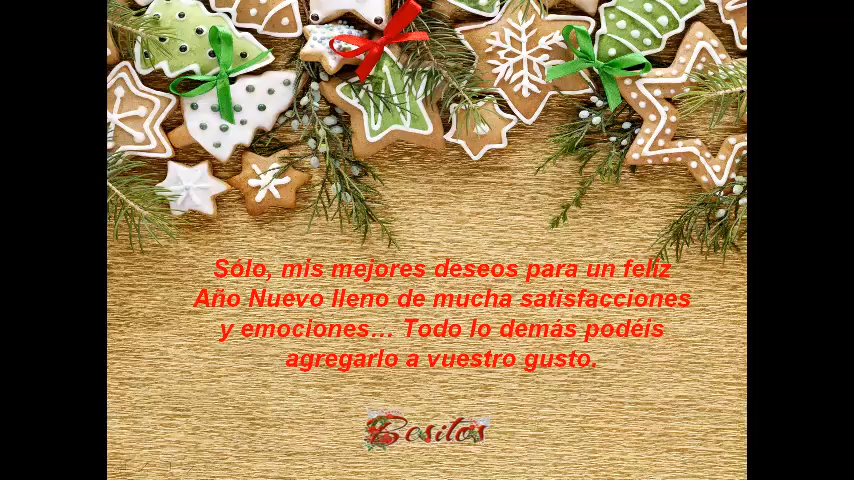 Sólo, mis mejores deseos para un feliz
Año Nuevo lleno de mucha satisfacciones
y emociones… Todo lo demás podéis
agregarlo a vuestro gusto.
Besitos